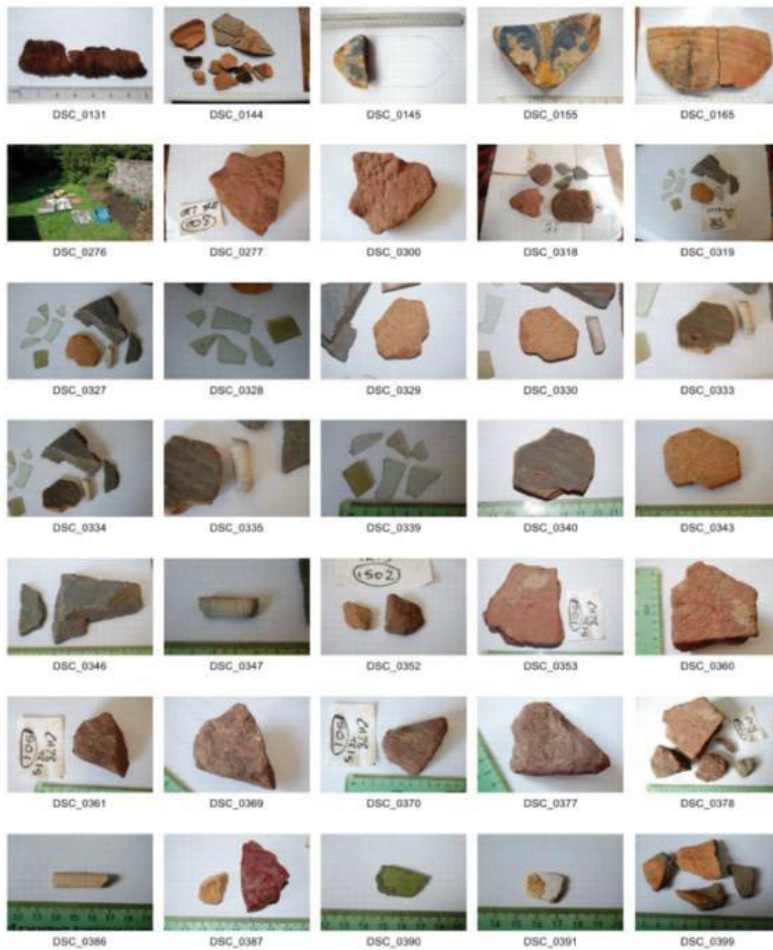 DSC_0131 DSC_0144 DSC_0145 DSC_0155 DSC_0165
DSC_0276 DSC_0277 DSC_0300 DSC_0318 DSC_0319
DSC_0327 DSC_0328 DSC_0329 DSC_0330 DSC_0333
DSC_0334 DSC_0335 DSC_0339 DSC_0340 DSC_0343
1502
DSC_0346 DSC_0347 DSC_0352 DSC_0353 DSC_0360
DSC_0361 DSC_0369 DSC_0370 DSC_0377 DSC_0378
DSC_0386 DSC_0387 DSC_0390 DSC_0391 DSC_0399